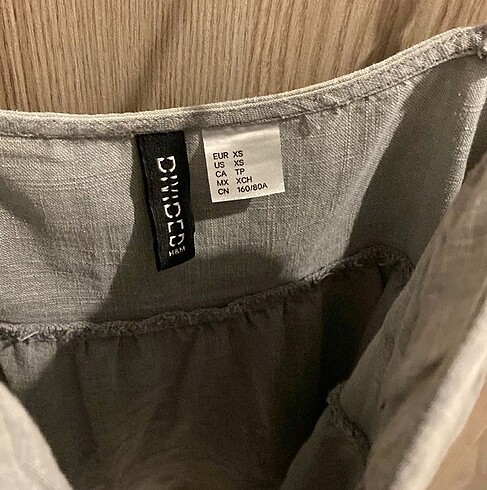 DIVIDED
H&M
EUR XS
US XS
CA TP
MX XCH
CN 160/80A